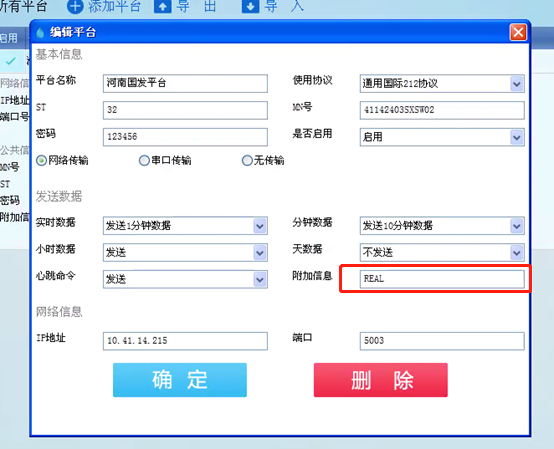 所有平台 添加平台 导 出 导 入
启用
编辑平台
基本信息
平台名称 河南国发平台 使用协议 通用国际212协议
ST 32 MN号 41142403SXSW02
密码 123456 是否启用 启用
网络传输 串口传输 无传输
发送数据
实时数据 发送1分钟数据 分钟数据 发送10分钟数据
小时数据 发送 天数据 不发送
心跳命令 发送 附加信息 REAL
网络信息
IP地址 10.41.14.215 端口 5003
确 定 删 除
网络信
IP地
端口号
公共信
MN号
ST
密码
附加信